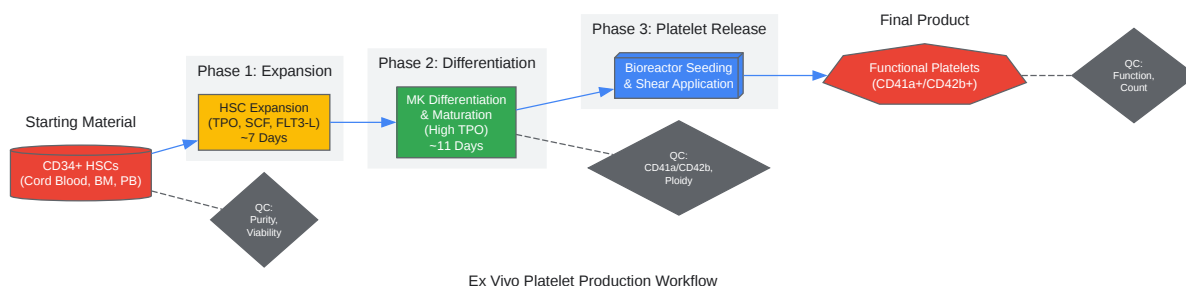 Starting Material
CD34+ HSCs
(Cord Blood, BM, PB)
QC:
Purity,
Viability
Phase 1: Expansion
HSC Expansion
(TPO, SCF, FLT3-L)
~7 Days
Phase 2: Differentiation
MK Differentiation
& Maturation
(High TPO)
~11 Days
QC:
CD41a/CD42b,
Ploidy
Phase 3: Platelet Release
Bioreactor Seeding
& Shear Application
Final Product
Functional Platelets
(CD41a+/CD42b+)
QC:
Function,
Count
Ex Vivo Platelet Production Workflow